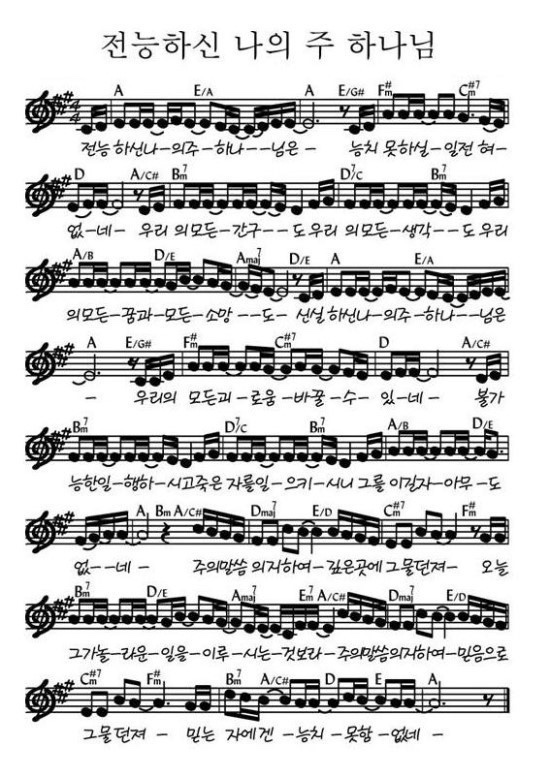 전능하신 나의 주 하나님
A E/A A E/G# F#m C#m7
전능 하신나-의주-하나--님은 - 능치 못하실-일전 혀-
D A/C# Bm7 D7/C Bm7
없-네- 우리 의모든-간구--도우리 의모든-생각--도 우리
A/B D/E Amaj7 D/E A E/A
의모든-꿈과-모든-소망 --도- 신실 하신나-의주-하나--님은
A E/G# F#m C#m7 D A/C#
- 우리의 모든괴-로움-바꿀-수- 있-네- 불가
Bm7 D7/C Bm7 A/B D/E
능한일-행하-시고죽은 자를일-으키-시니 그를 이길자-아무-도
A Bm A/C# Dmaj7 E/D C#m7 F#m
없--네- 주의말씀 의지하여-깊은곳에 그물던져- 오늘
Bm7 D/E Amaj7 Em7 A/C# Dmaj7 E/D
그가놀-라운-일을-이루-시는-것보라-주의말씀의지하여-믿음으로
C#m7 F#m Bm7 A/C# D E A
그물던져- 믿는 자에겐-능치-못함-없네-